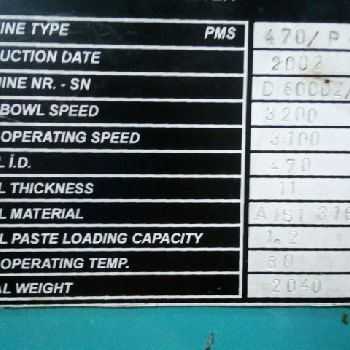 INE TYPE PMS 470/P
UCTION DATE 2002
INE NR. - SN D 60002/
BOWL SPEED 3200
OPERATING SPEED 3100
L İ.D. 470
L THICKNESS 11
L MATERIAL AISI 316
L PASTE LOADING CAPACITY 1.2
OPERATING TEMP. 60
AL WEIGHT 2040